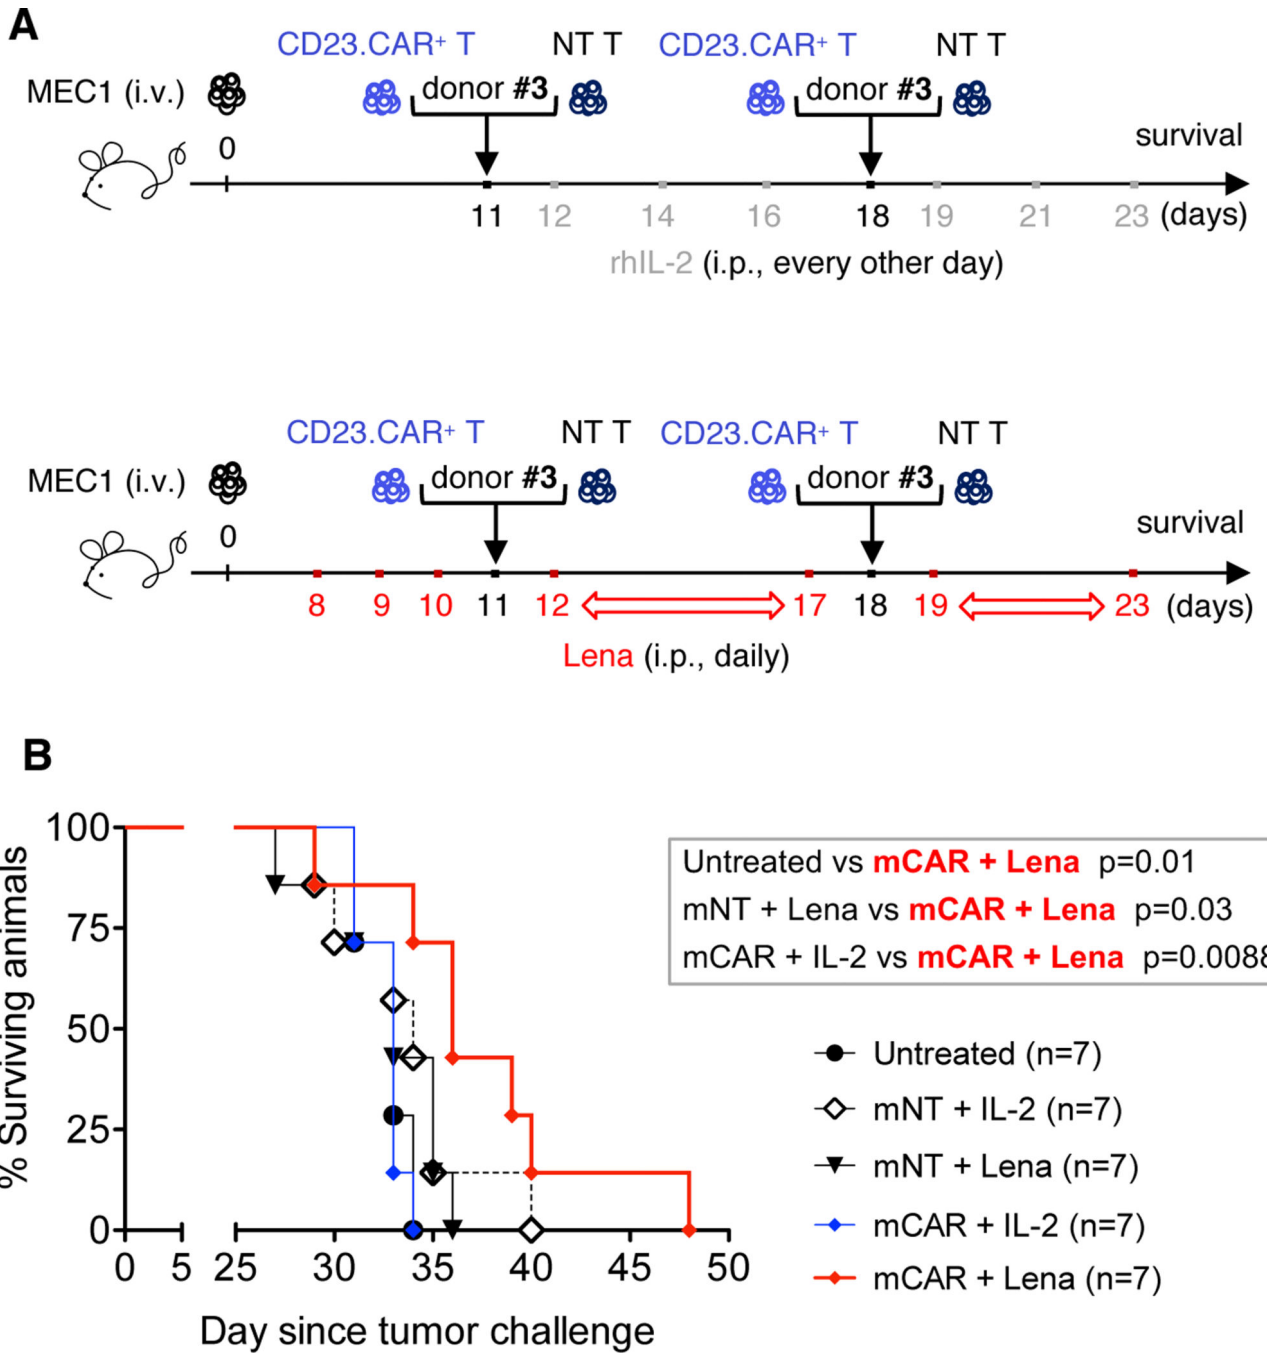 A
CD23.CAR+ T NT T CD23.CAR+ T NT T
MEC1 (i.v.) donor #3 donor #3
0 survival
11 12 14 16 18 19 21 23 (days)
rhIL-2 (i.p., every other day)
CD23.CAR+ T NT T CD23.CAR+ T NT T
MEC1 (i.v.) donor #3 donor #3
0 survival
8 9 10 11 12 17 18 19 23 (days)
Lena (i.p., daily)
B
% Surviving animals
100
75
50
25
0
0 5 25 30 35 40 45 50
Day since tumor challenge
Untreated vs mCAR + Lena p=0.01
mNT + Lena vs mCAR + Lena p=0.03
mCAR + IL-2 vs mCAR + Lena p=0.0088
Untreated (n=7)
mNT + IL-2 (n=7)
mNT + Lena (n=7)
mCAR + IL-2 (n=7)
mCAR + Lena (n=7)